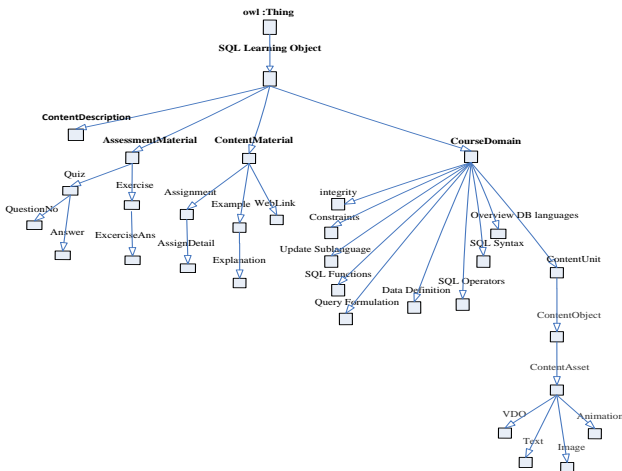 owl :Thing
SQL Learning Object
ContentDescription
AssessmentMaterial
ContentMaterial
CourseDomain
Quiz
Exercise
Assignment
Example
WebLink
integrity
Constraints
Overview DB languages
QuestionNo
Answer
ExcerciseAns
AssignDetail
Explanation
Update Sublanguage
SQL Syntax
ContentUnit
SQL Functions
SQL Operators
Query Formulation
Data Definition
ContentObject
ContentAsset
VDO
Text
Image
Animation